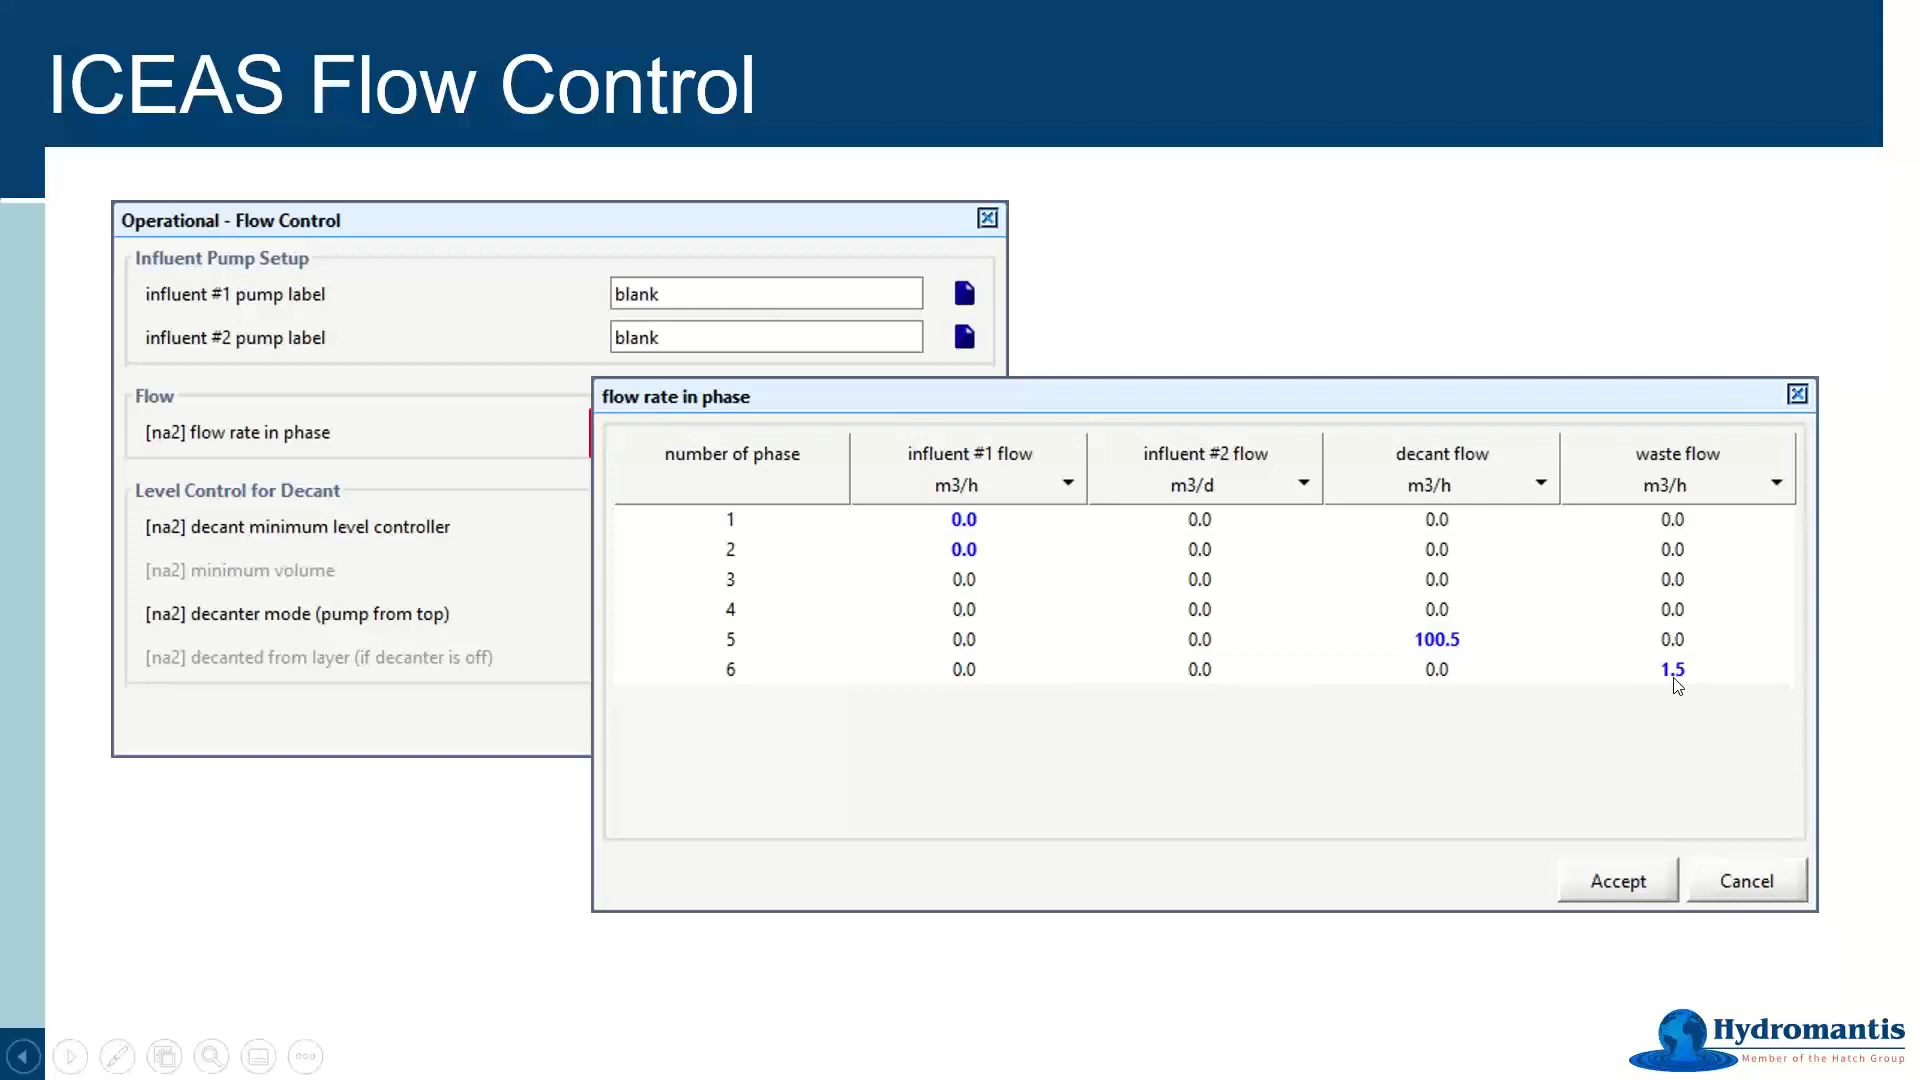 ICEAS Flow Control
Operational - Flow Control
Influent Pump Setup
influent #1 pump label
blank
influent #2 pump label
blank
Flow
[na2] flow rate in phase
Level Control for Decant
[na2] decant minimum level controller
[na2] minimum volume
[na2] decanter mode (pump from top)
[na2] decanted from layer (if decanter is off)
flow rate in phase
number of phase influent #1 flow influent #2 flow decant flow waste flow
m3/h m3/d m3/h m3/h
1 0.0 0.0 0.0 0.0
2 0.0 0.0 0.0 0.0
3 0.0 0.0 0.0 0.0
4 0.0 0.0 0.0 0.0
5 0.0 0.0 100.5 0.0
6 0.0 0.0 0.0 1.5
Accept Cancel
Hydromantis
Member of the Hatch Group